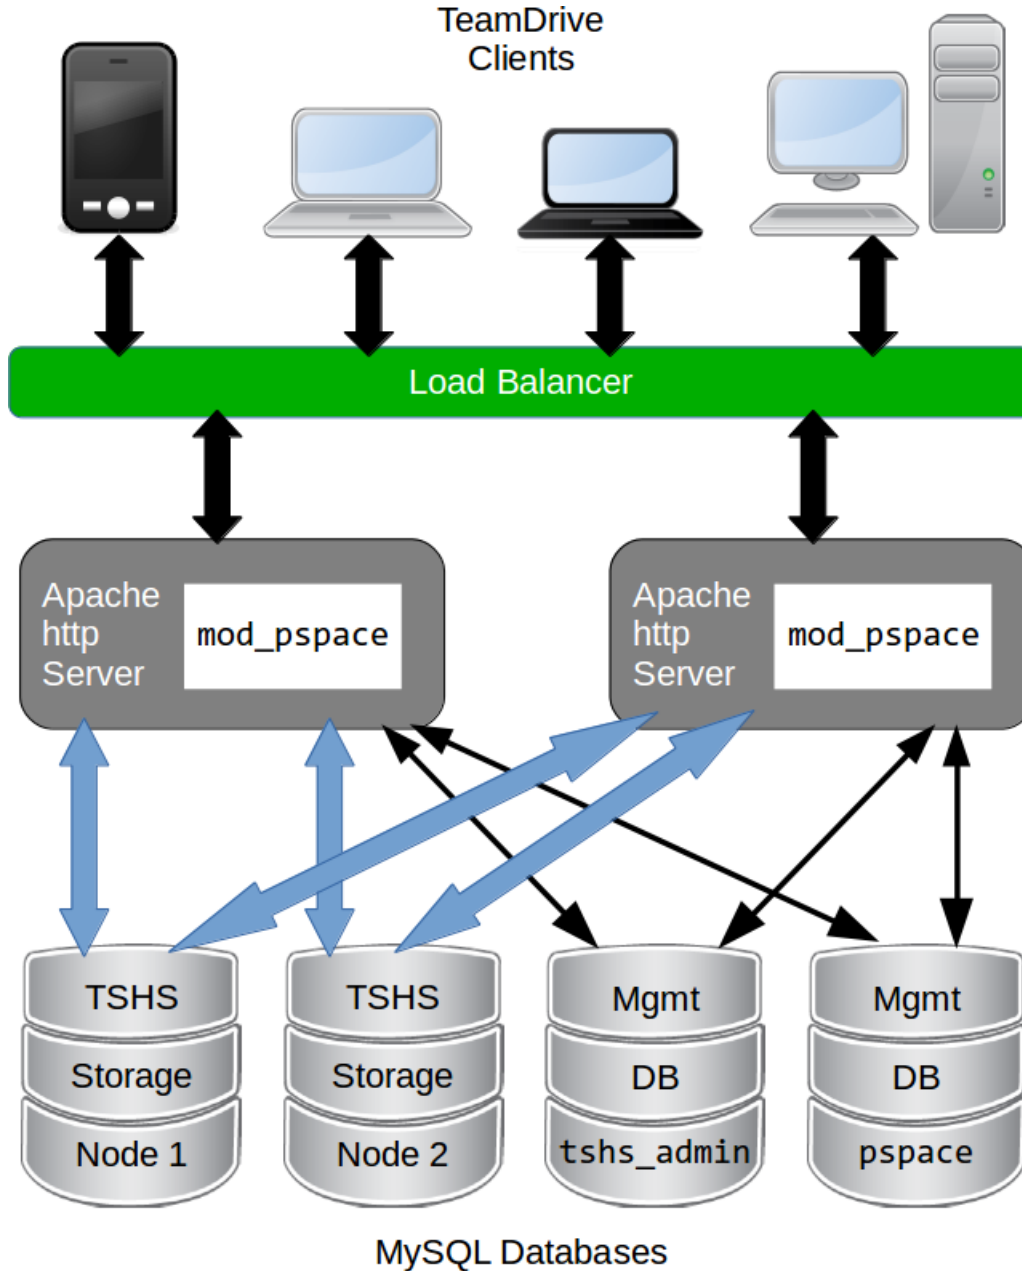 TeamDrive
Clients
Load Balancer
Apache
http
Server
mod_pspace
Apache
http
Server
mod_pspace
TSHS
Storage
Node 1
TSHS
Storage
Node 2
Mgmt
DB
tshs_admin
Mgmt
DB
pspace
MySQL Databases